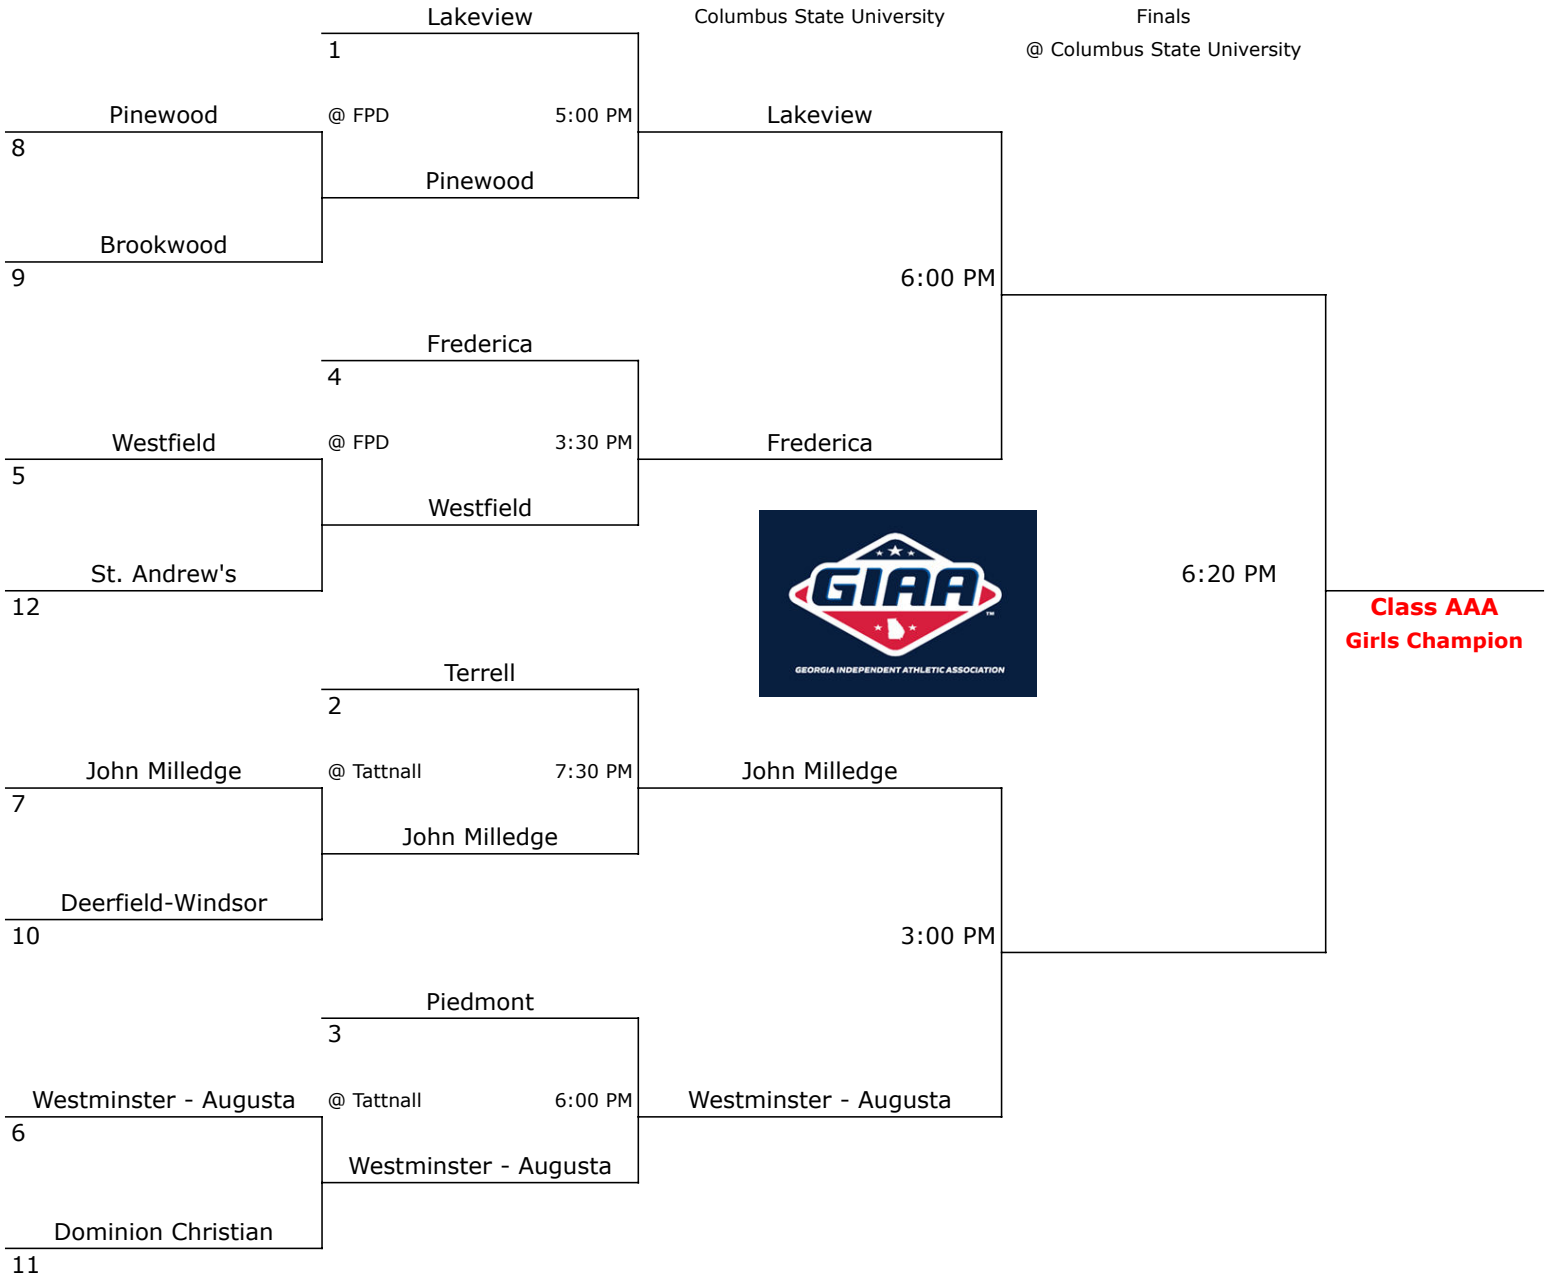 Lakeview
Columbus State University
Finals
1
@ Columbus State University
Pinewood
@ FPD
5:00 PM
Lakeview
8
Pinewood
Brookwood
9
6:00 PM
Frederica
4
Westfield
@ FPD
3:30 PM
Frederica
5
Westfield
St. Andrew's
GIAA
TM
GEORGIA INDEPENDENT ATHLETIC ASSOCIATION
6:20 PM
12
Class AAA
Girls Champion
Terrell
2
John Milledge
@ Tattnall
7:30 PM
John Milledge
7
John Milledge
Deerfield-Windsor
10
3:00 PM
Piedmont
3
Westminster - Augusta
@ Tattnall
6:00 PM
Westminster - Augusta
6
Westminster - Augusta
Dominion Christian
11